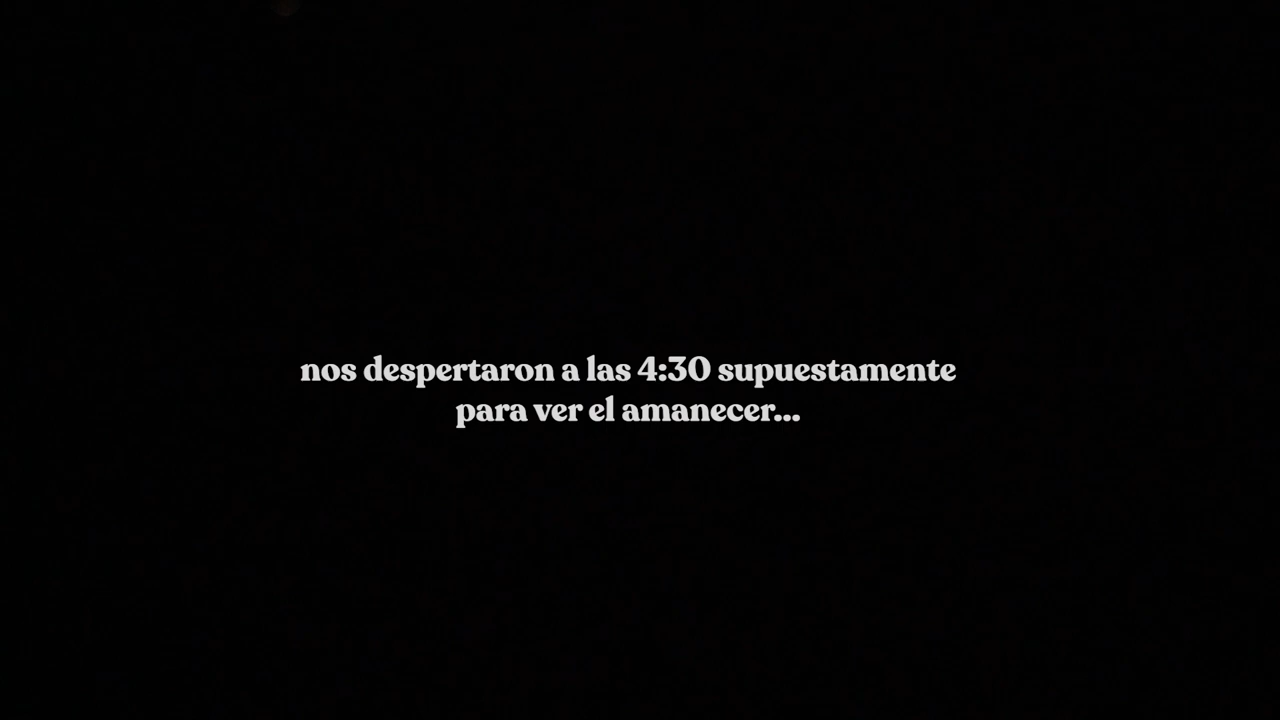 nos despertaron a las 4:30 supuestamente
para ver el amanecer...